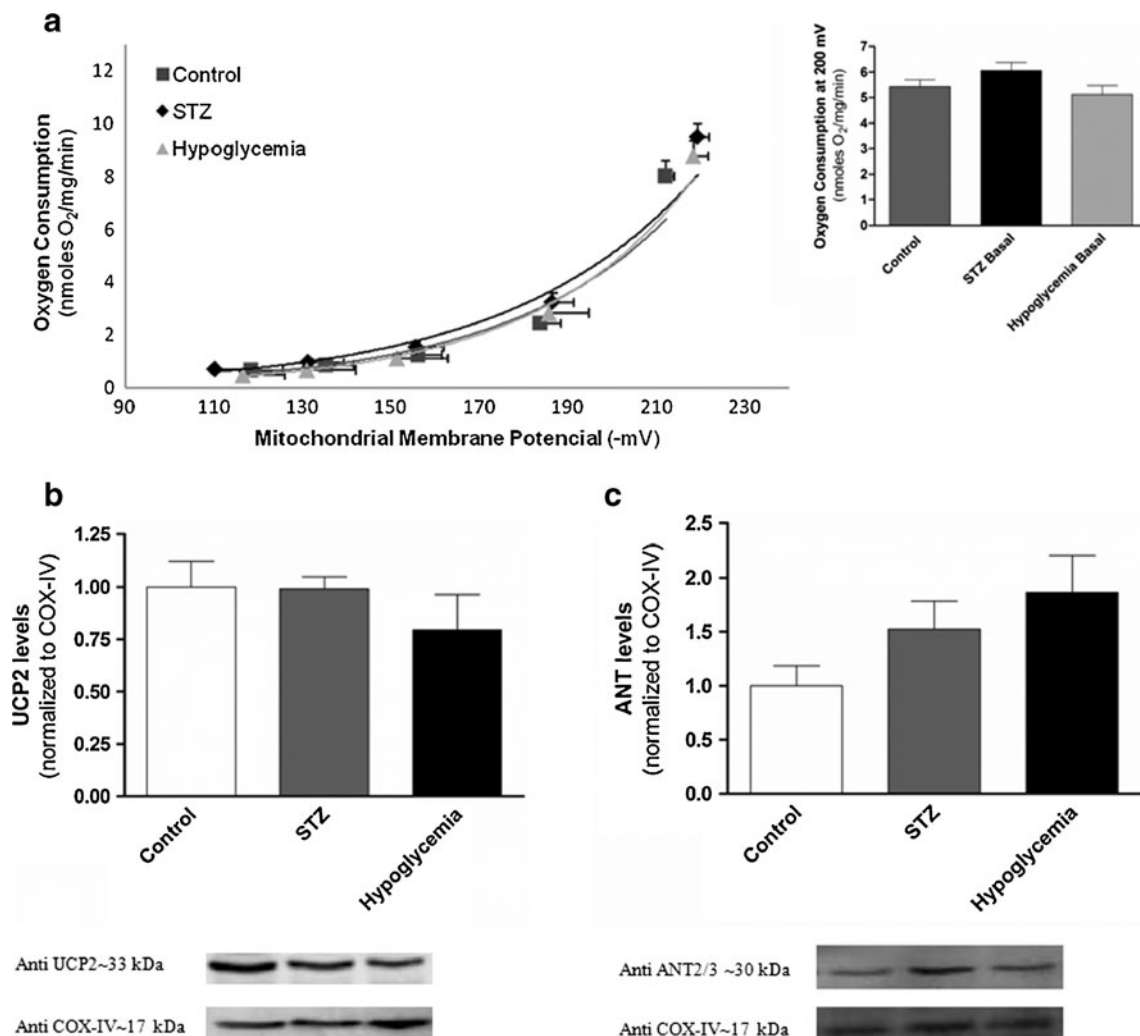 a
Oxygen Consumption
(nmoles O2/mg/min)
12
10
8
6
4
2
0
Control
STZ
Hypoglycemia
90
110
130
150
170
190
210
230
Mitochondrial Membrane Potencial (-mV)
Oxygen Consumption at 200 mV
(nmoles O2/mg/min)
7
6
5
4
3
2
1
0
Control
STZ Basal
Hypoglycemia Basal
b
UCP2 levels
(normalized to COX-IV)
1.25
1.00
0.75
0.50
0.25
0.00
Control
STZ
Hypoglycemia
Anti UCP2~33 kDa
Anti COX-IV~17 kDa
c
ANT levels
(normalized to COX-IV)
2.5
2.0
1.5
1.0
0.5
0.0
Control
STZ
Hypoglycemia
Anti ANT2/3 ~30 kDa
Anti COX-IV~17 kDa